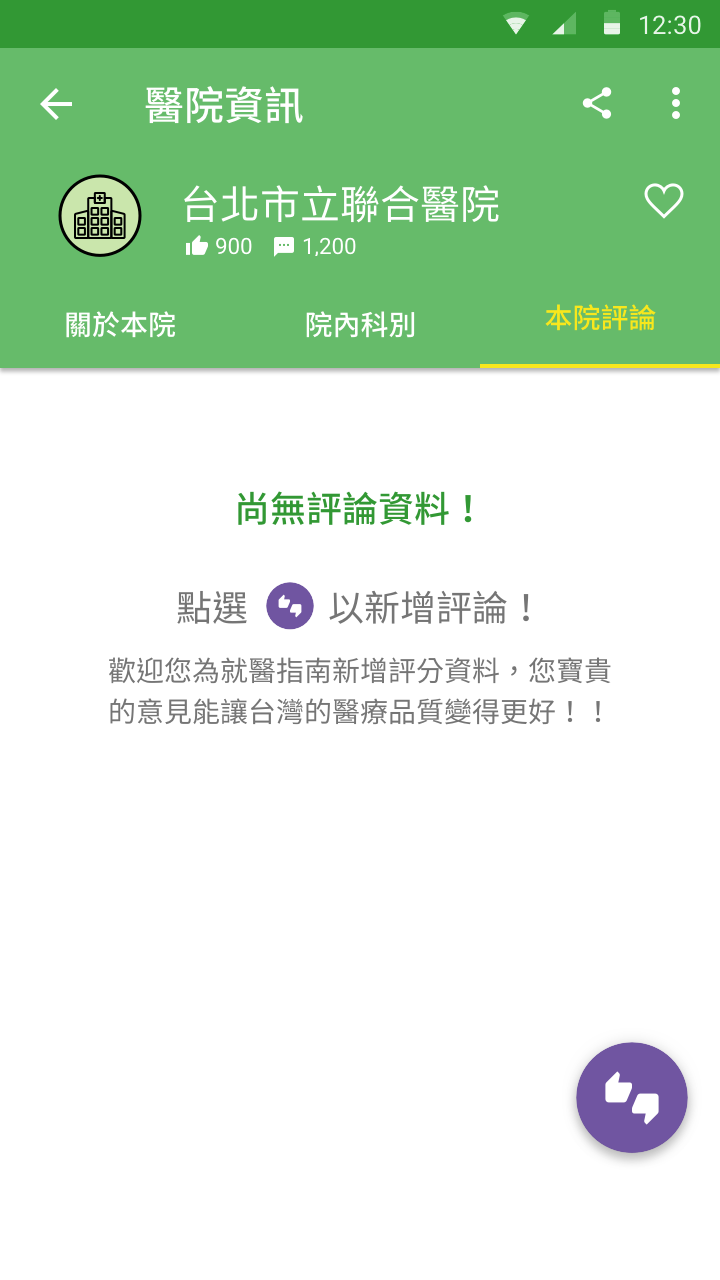 12:30
醫院資訊
台北市立聯合醫院
900 1,200
關於本院 院內科別 本院評論
尚無評論資料！
點選 以新增評論！
歡迎您為就醫指南新增評分資料，您寶貴
的意見能讓台灣的醫療品質變得更好！！